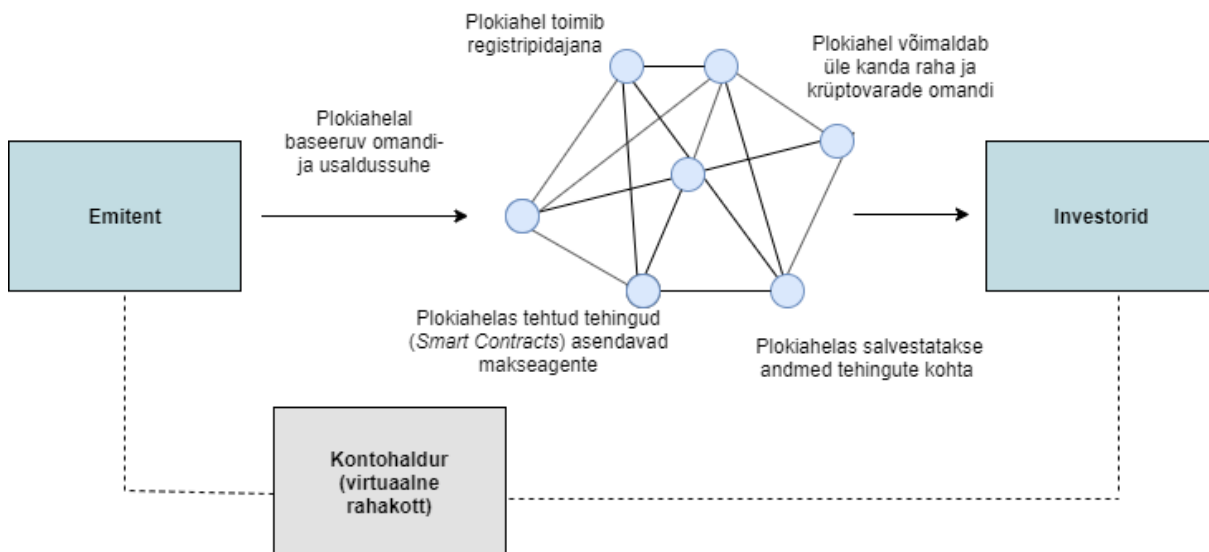 Plokiahel toimib
registripidajana
Plokiahel võimaldab
üle kanda raha ja
krüptovarade omandi
Plokiahelal
baseeruv omandi-
ja usaldussuhe
Emitent
Investorid
Plokiahelas tehtud tehingud
(Smart Contracts) asendavad
makseagente
Plokiahelas salvestatakse
andmed tehingute kohta
Kontohaldur
(virtuaalne
rahakott)